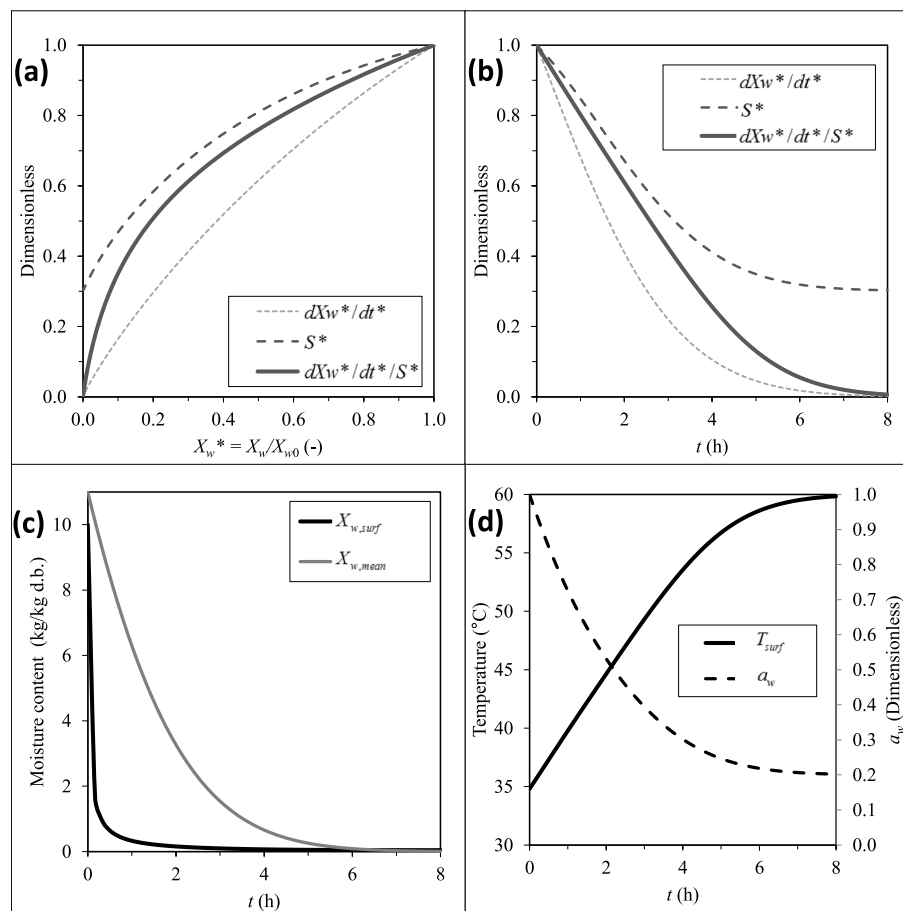 (a)
1.0
0.8
0.6
0.4
0.2
0.0
Dimensionless
dXw*/dt*
S*
dXw*/dt*/S*
0.0 0.2 0.4 0.6 0.8 1.0
Xw* = Xw/Xw0 (-)
(b)
1.0
0.8
0.6
0.4
0.2
0.0
Dimensionless
dXw*/dt*
S*
dXw*/dt*/S*
0 2 4 6 8
t (h)
(c)
10
8
6
4
2
0
Moisture content (kg/kg d.b.)
Xw,surf
Xw,mean
0 2 4 6 8
t (h)
(d)
60
55
50
45
40
35
30
Temperature (°C)
Tsurf
aw
1.0
0.9
0.8
0.7
0.6
0.5
0.4
0.3
0.2
0.1
0.0
aw (Dimensionless)
0 2 4 6 8
t (h)